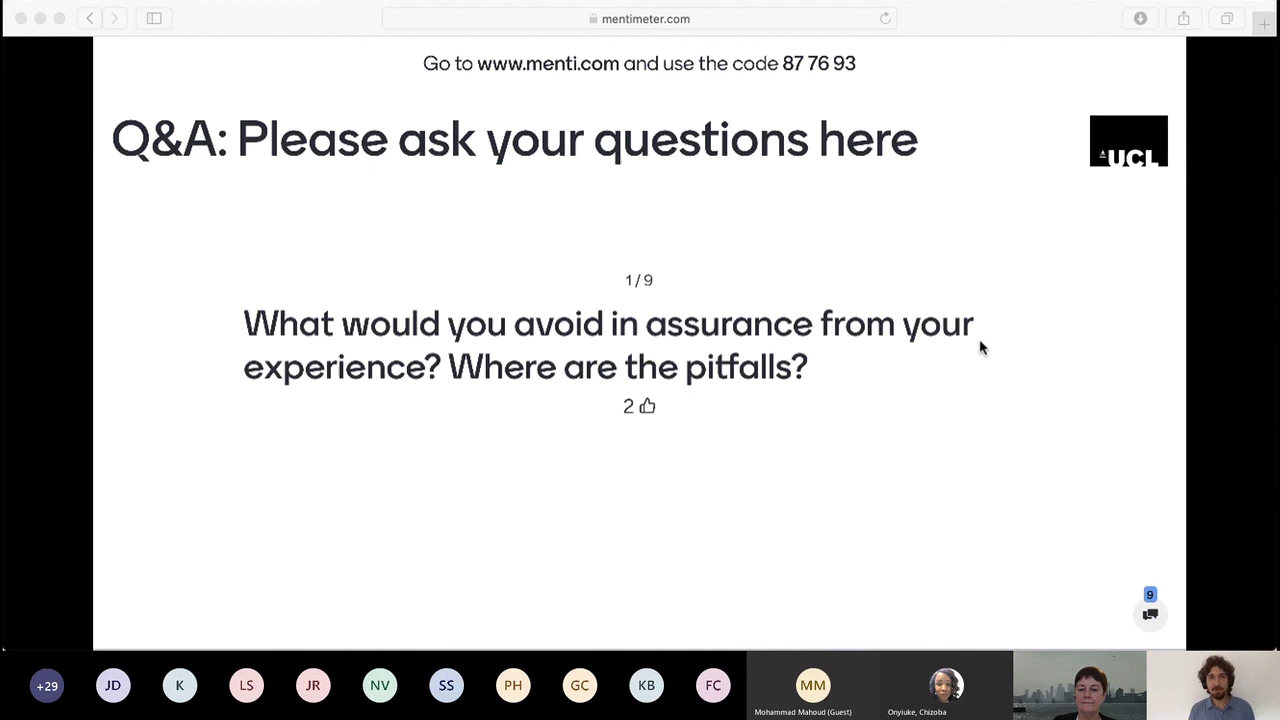 mentimeter.com
Go to www.menti.com and use the code 87 76 93
Q&A: Please ask your questions here
UCL
1 / 9
What would you avoid in assurance from your
experience? Where are the pitfalls?
2
9
+29
JD
K
LS
JR
NV
SS
PH
GC
KB
FC
MM
Mohammad Mahoud (Guest)
Onyiuke, Chizoba